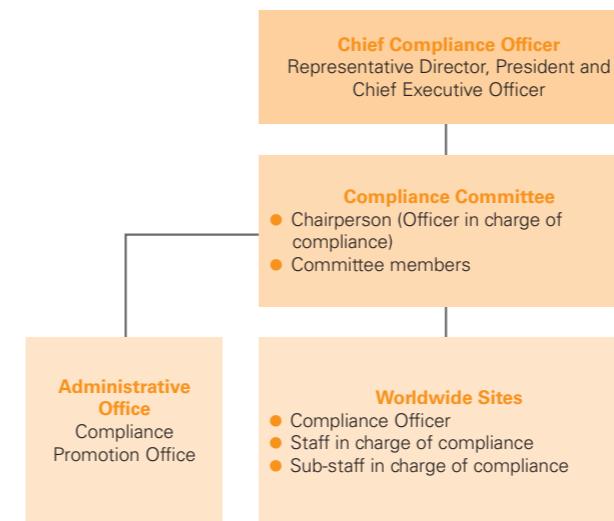 Chief Compliance Officer
Representative Director, President and
Chief Executive Officer
Compliance Committee
● Chairperson (Officer in charge of
compliance)
● Committee members
Administrative
Office
Compliance
Promotion Office
Worldwide Sites
● Compliance Officer
● Staff in charge of compliance
● Sub-staff in charge of compliance